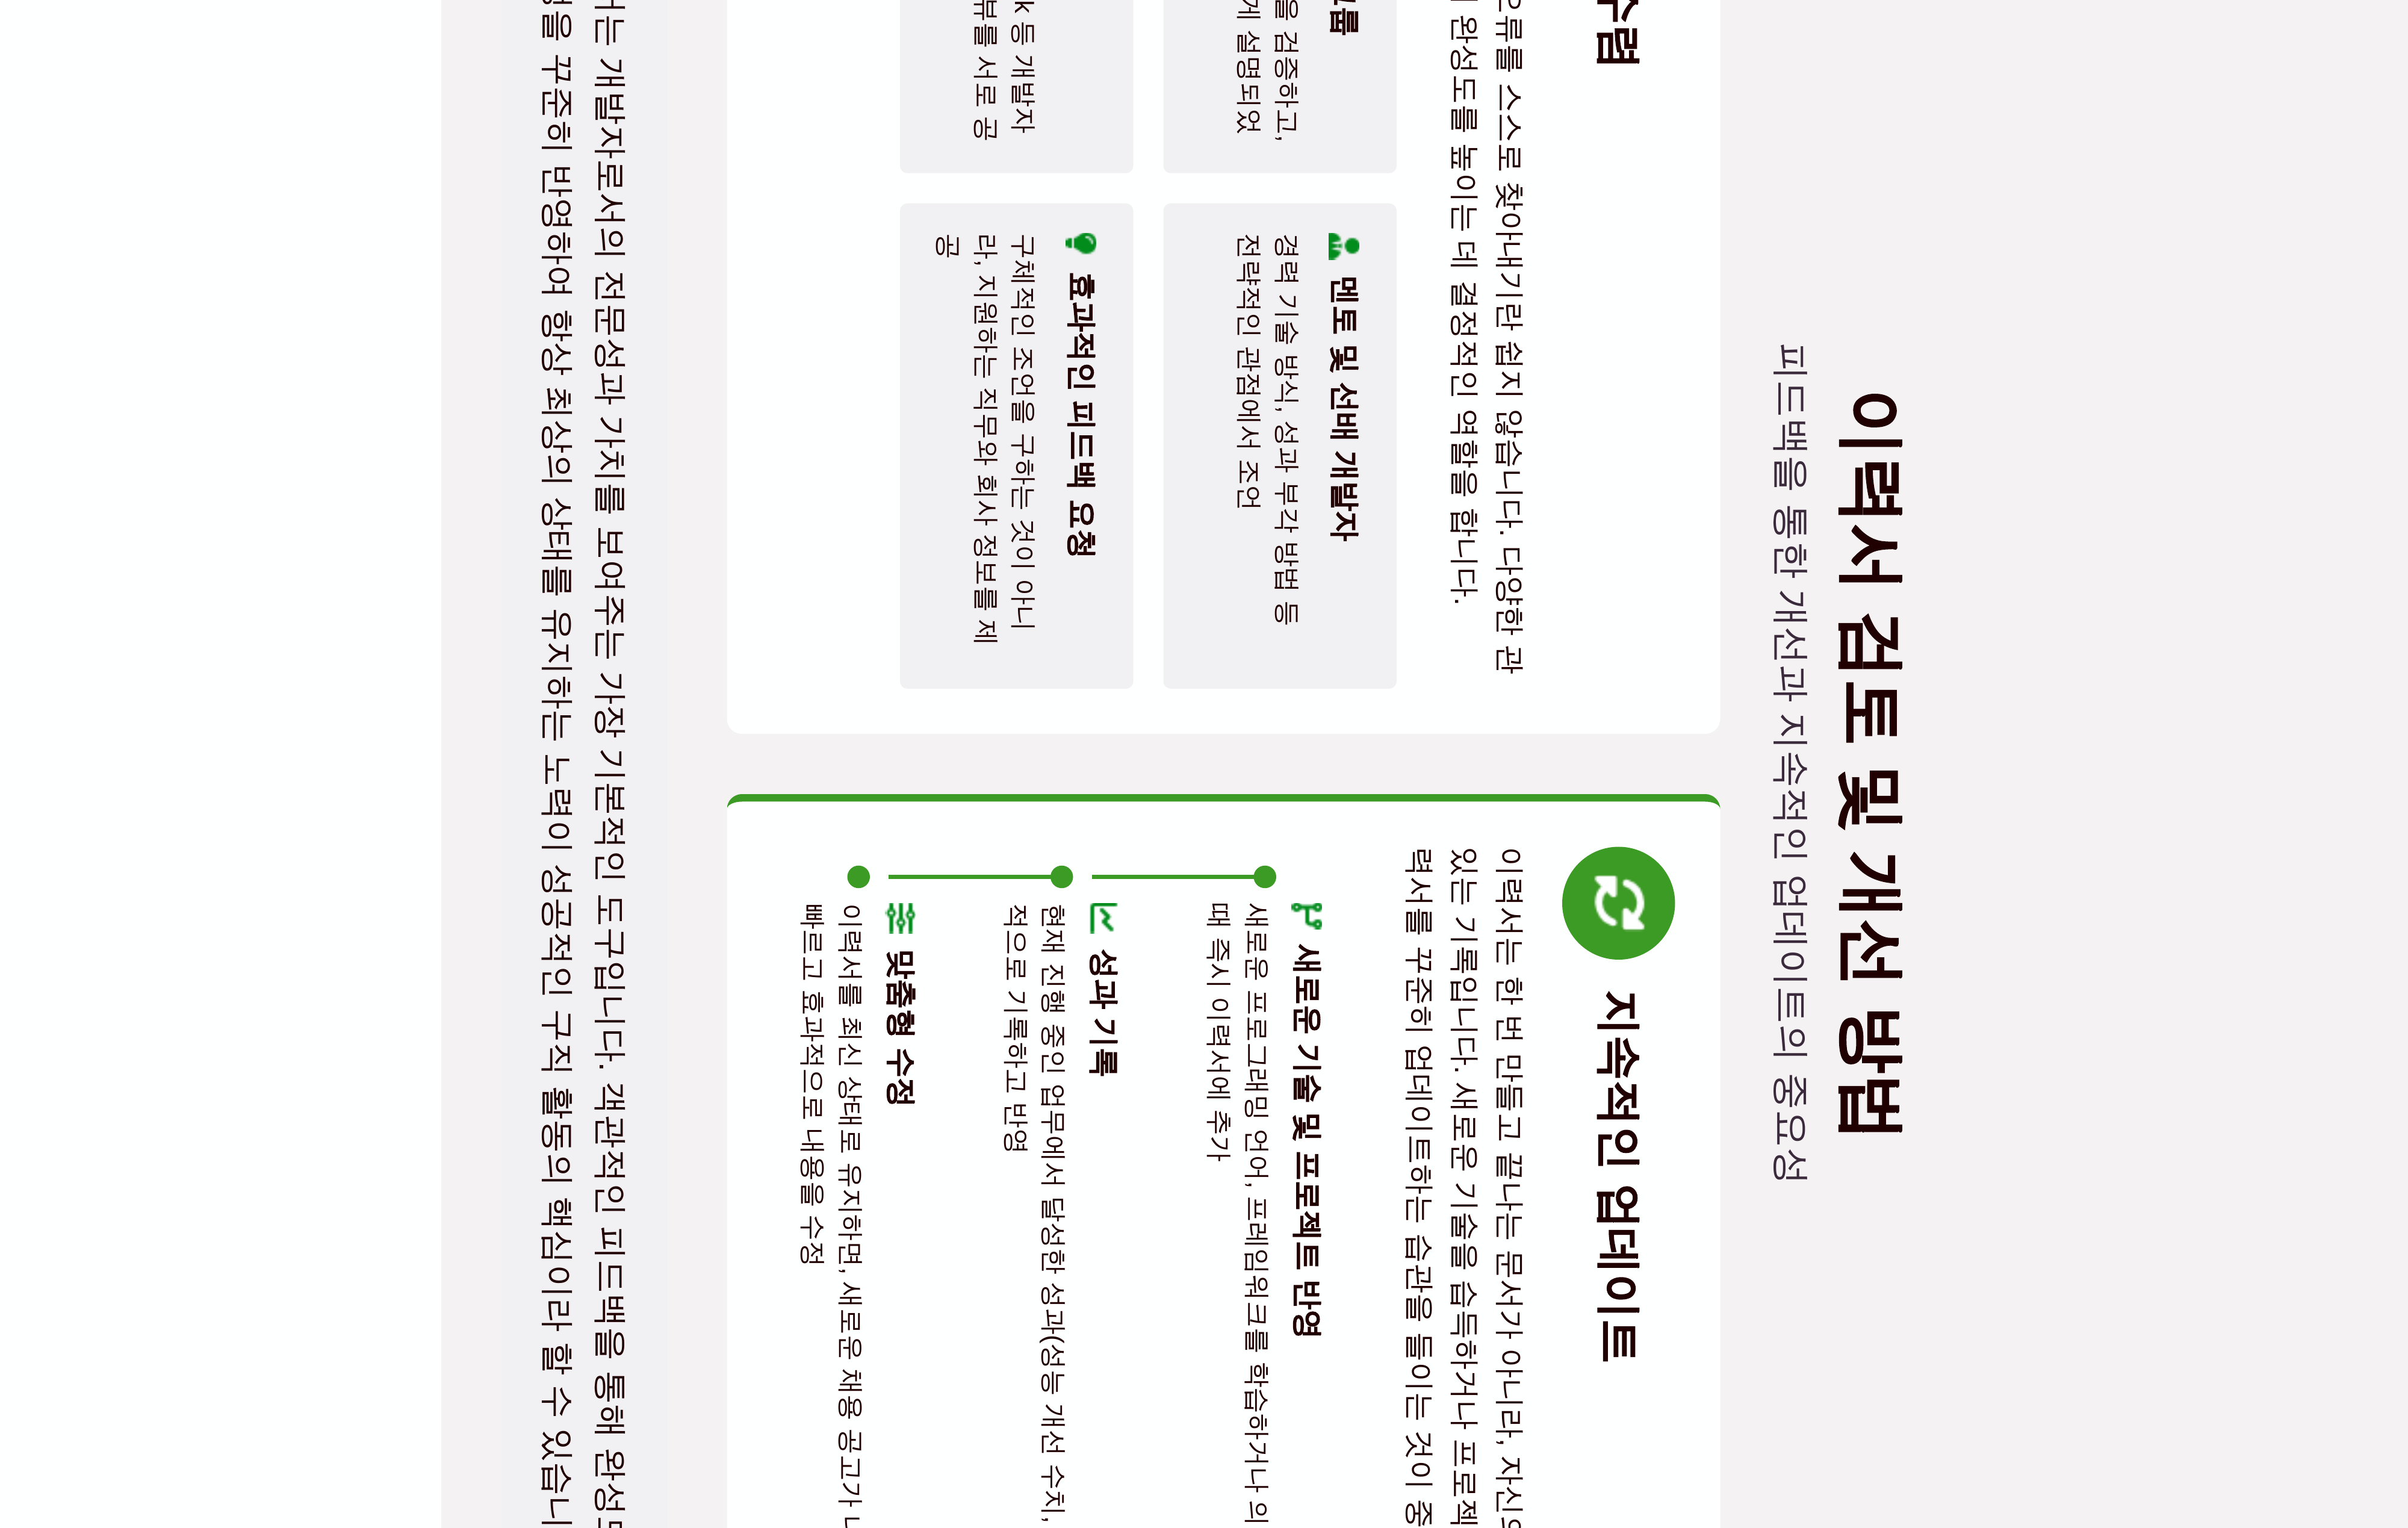 이력서 검토 및 개선 방법
피드백을 통한 개선과 지속적인 업데이트의 중요성
수렴
오류를 스스로 찾아내기란 쉽지 않습니다. 다양한 관
완성도를 높이는 데 결정적인 역할을 합니다.
그룹
을 검증하고,
게 설명되었
멘토 및 선배 개발자
경력 기술 방식, 성과 부각 방법 등
전략적인 관점에서 조언
k 등 개발자
부를 서로 공
효과적인 피드백 요청
구체적인 조언을 구하는 것이 아니
라, 지원하는 직무와 회사 정보를 제
공
지속적인 업데이트
이력서는 한 번 만들고 끝나는 문서가 아니라, 자신의
있는 기록입니다. 새로운 기술을 습득하거나 프로젝
력서를 꾸준히 업데이트하는 습관을 들이는 것이 중
새로운 기술 및 프로젝트 반영
새로운 프로그래밍 언어, 프레임워크를 학습하거나 의
때 즉시 이력서에 추가
성과 기록
현재 진행 중인 업무에서 달성한 성과(성능 개선 수치,
적으로 기록하고 반영
맞춤형 수정
이력서를 최신 상태로 유지하면, 새로운 채용 공고가
빠르고 효과적으로 내용을 수정
는 개발자로서의 전문성과 가치를 보여주는 가장 기본적인 도구입니다. 객관적인 피드백을 통해 완성도
을 꾸준히 반영하여 항상 최상의 상태를 유지하는 노력이 성공적인 구직 활동의 핵심이라 할 수 있습니